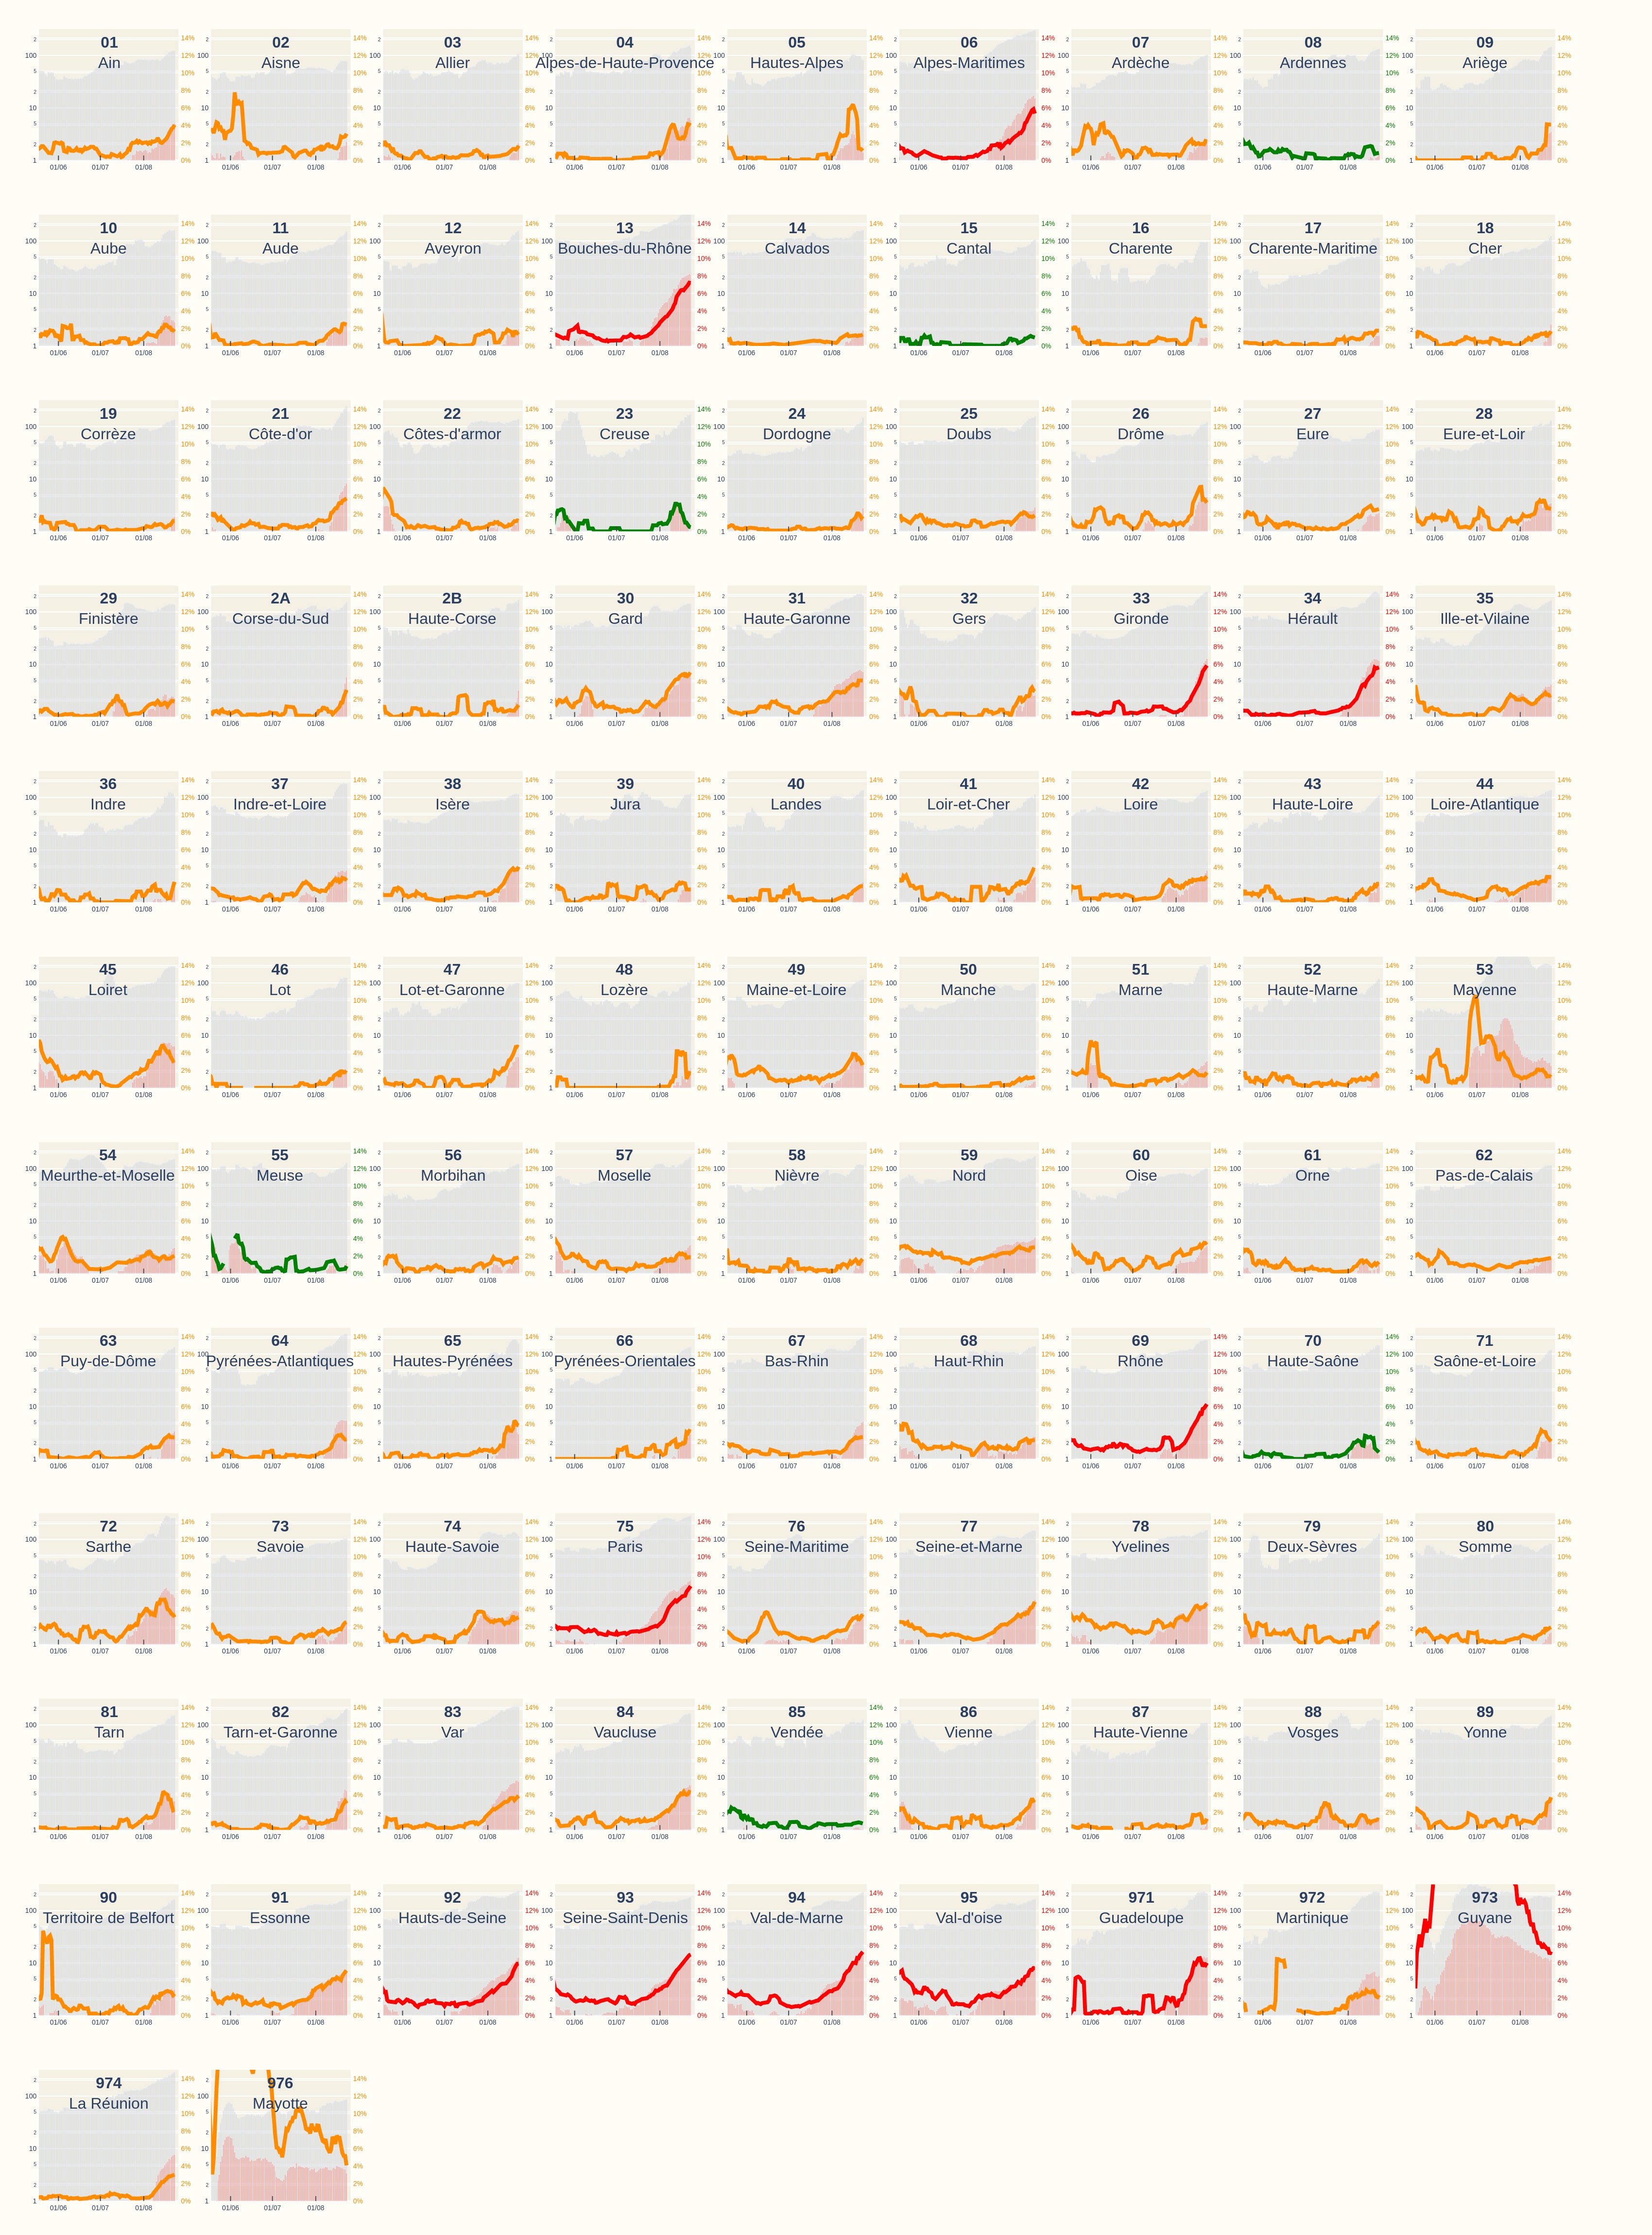 01
Ain
02
Aisne
03
Allier
04
Alpes-de-Haute-Provence
05
Hautes-Alpes
06
Alpes-Maritimes
07
Ardèche
08
Ardennes
09
Ariège
10
Aube
11
Aude
12
Aveyron
13
Bouches-du-Rhône
14
Calvados
15
Cantal
16
Charente
17
Charente-Maritime
18
Cher
19
Corrèze
21
Côte-d'or
22
Côtes-d'armor
23
Creuse
24
Dordogne
25
Doubs
26
Drôme
27
Eure
28
Eure-et-Loir
29
Finistère
2A
Corse-du-Sud
2B
Haute-Corse
30
Gard
31
Haute-Garonne
32
Gers
33
Gironde
34
Hérault
35
Ille-et-Vilaine
36
Indre
37
Indre-et-Loire
38
Isère
39
Jura
40
Landes
41
Loir-et-Cher
42
Loire
43
Haute-Loire
44
Loire-Atlantique
45
Loiret
46
Lot
47
Lot-et-Garonne
48
Lozère
49
Maine-et-Loire
50
Manche
51
Marne
52
Haute-Marne
53
Mayenne
54
Meurthe-et-Moselle
55
Meuse
56
Morbihan
57
Moselle
58
Nièvre
59
Nord
60
Oise
61
Orne
62
Pas-de-Calais
63
Puy-de-Dôme
64
Pyrénées-Atlantiques
65
Hautes-Pyrénées
66
Pyrénées-Orientales
67
Bas-Rhin
68
Haut-Rhin
69
Rhône
70
Haute-Saône
71
Saône-et-Loire
72
Sarthe
73
Savoie
74
Haute-Savoie
75
Paris
76
Seine-Maritime
77
Seine-et-Marne
78
Yvelines
79
Deux-Sèvres
80
Somme
81
Tarn
82
Tarn-et-Garonne
83
Var
84
Vaucluse
85
Vendée
86
Vienne
87
Haute-Vienne
88
Vosges
89
Yonne
90
Territoire de Belfort
91
Essonne
92
Hauts-de-Seine
93
Seine-Saint-Denis
94
Val-de-Marne
95
Val-d'oise
971
Guadeloupe
972
Martinique
973
Guyane
974
La Réunion
976
Mayotte
2
100
5
2
10
5
2
1
14%
12%
10%
8%
6%
4%
2%
0%
01/06
01/07
01/08